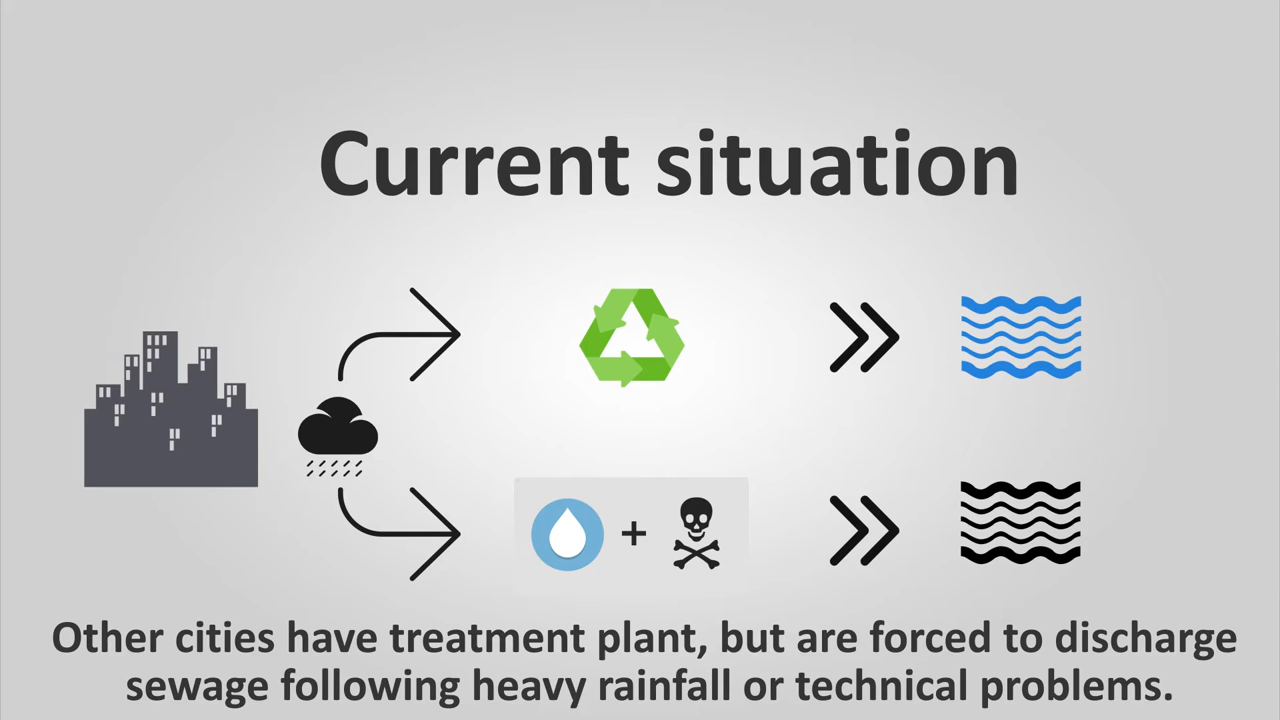 Current situation
+
Other cities have treatment plant, but are forced to discharge
sewage following heavy rainfall or technical problems.